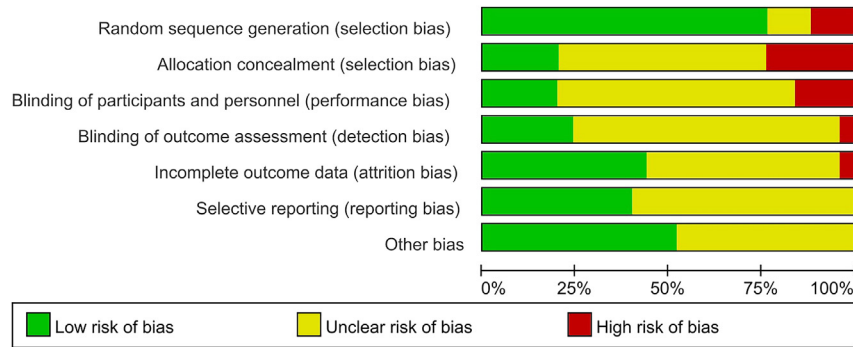 Random sequence generation (selection bias)
Allocation concealment (selection bias)
Blinding of participants and personnel (performance bias)
Blinding of outcome assessment (detection bias)
Incomplete outcome data (attrition bias)
Selective reporting (reporting bias)
Other bias
0% 25% 50% 75% 100%
Low risk of bias Unclear risk of bias High risk of bias